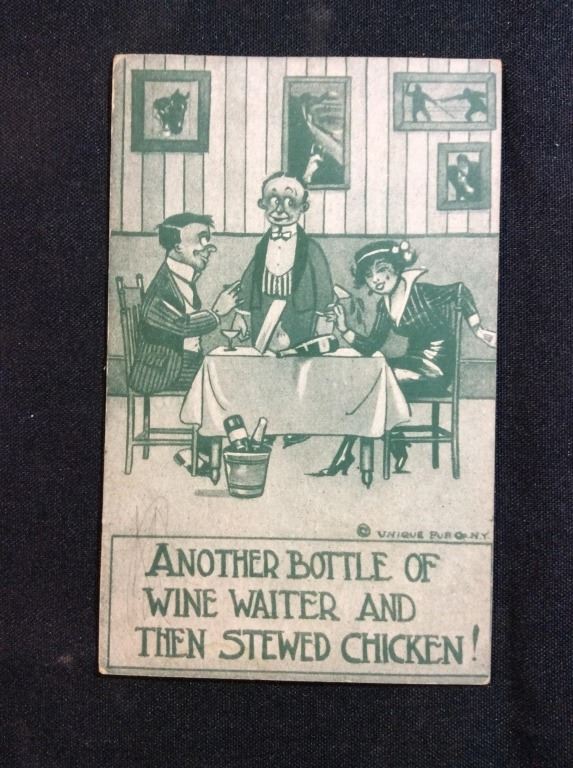 © UNIQUE PUB CO. N.Y.
ANOTHER BOTTLE OF
WINE WAITER AND
THEN STEWED CHICKEN!